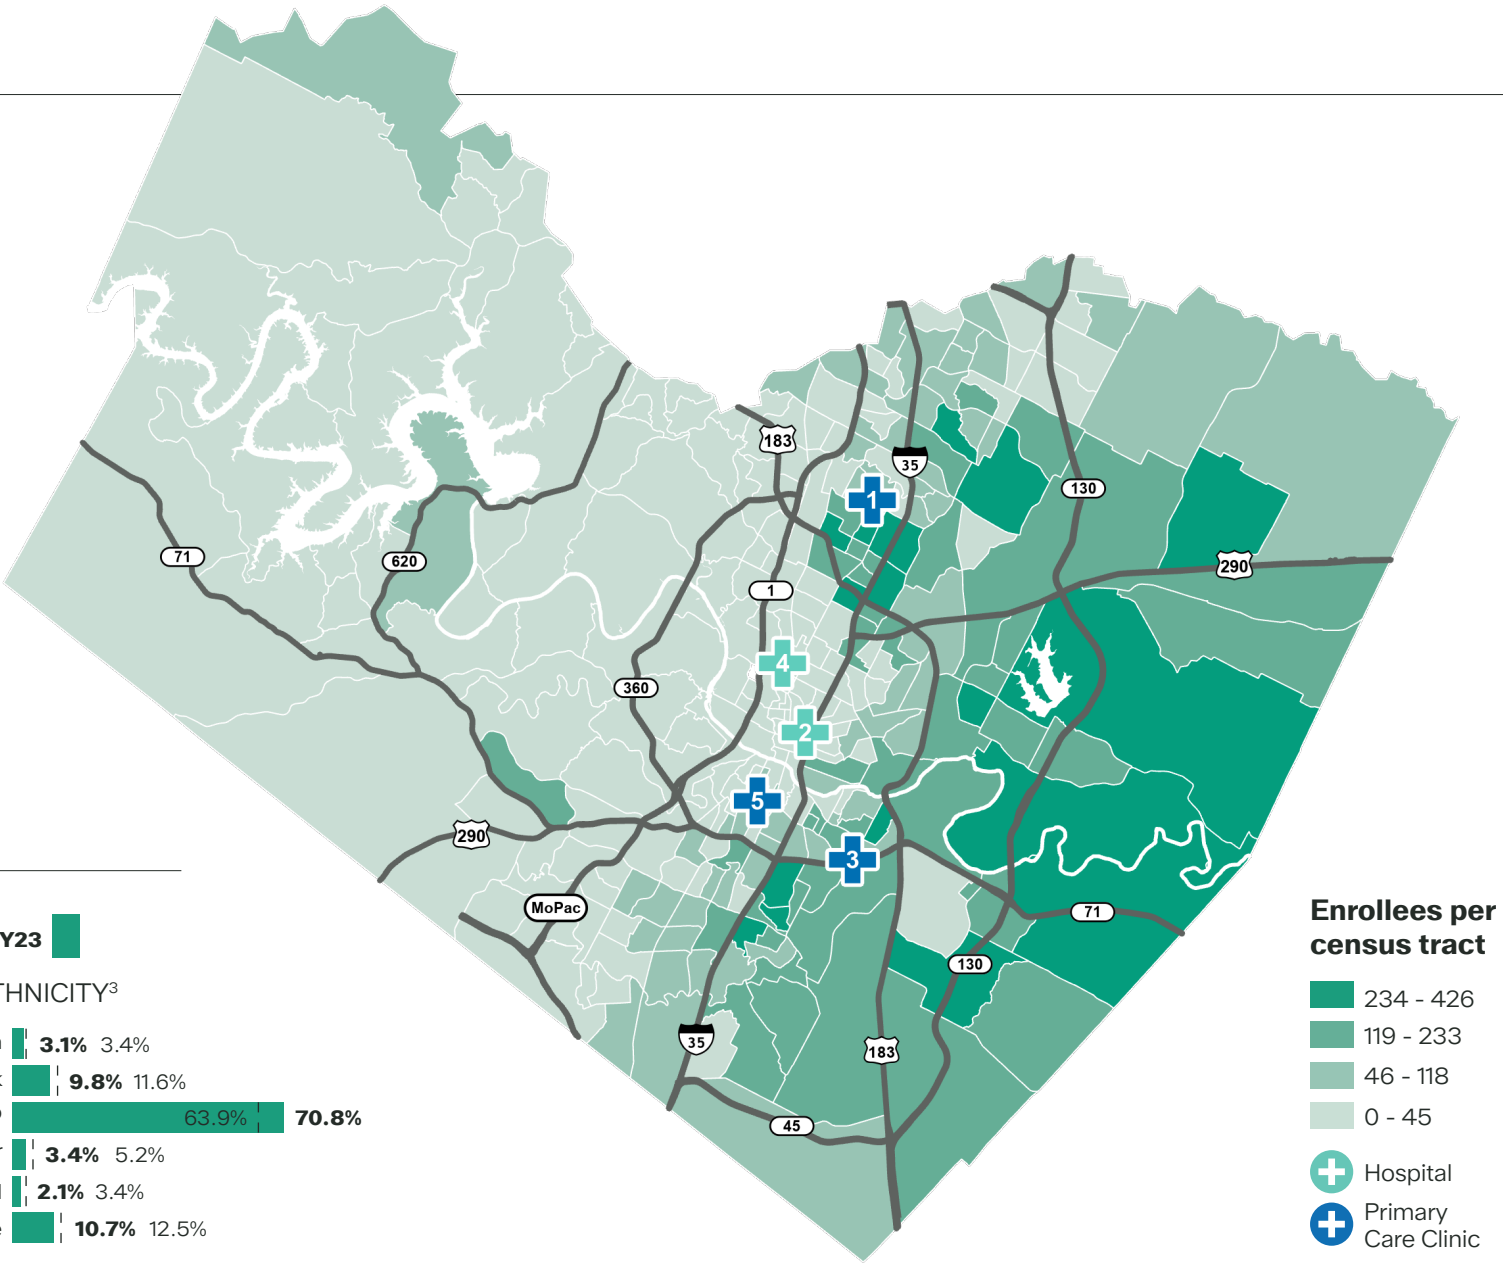 183
35
130
1
290
71
620
1
4
360
2
5
290
3
MoPac
71
130
35
183
45
Y23
THNICITY³
3.1% 3.4%
9.8% 11.6%
63.9% 70.8%
3.4% 5.2%
2.1% 3.4%
10.7% 12.5%
Enrollees per
census tract
234 - 426
119 - 233
46 - 118
0 - 45
Hospital
Primary
Care Clinic